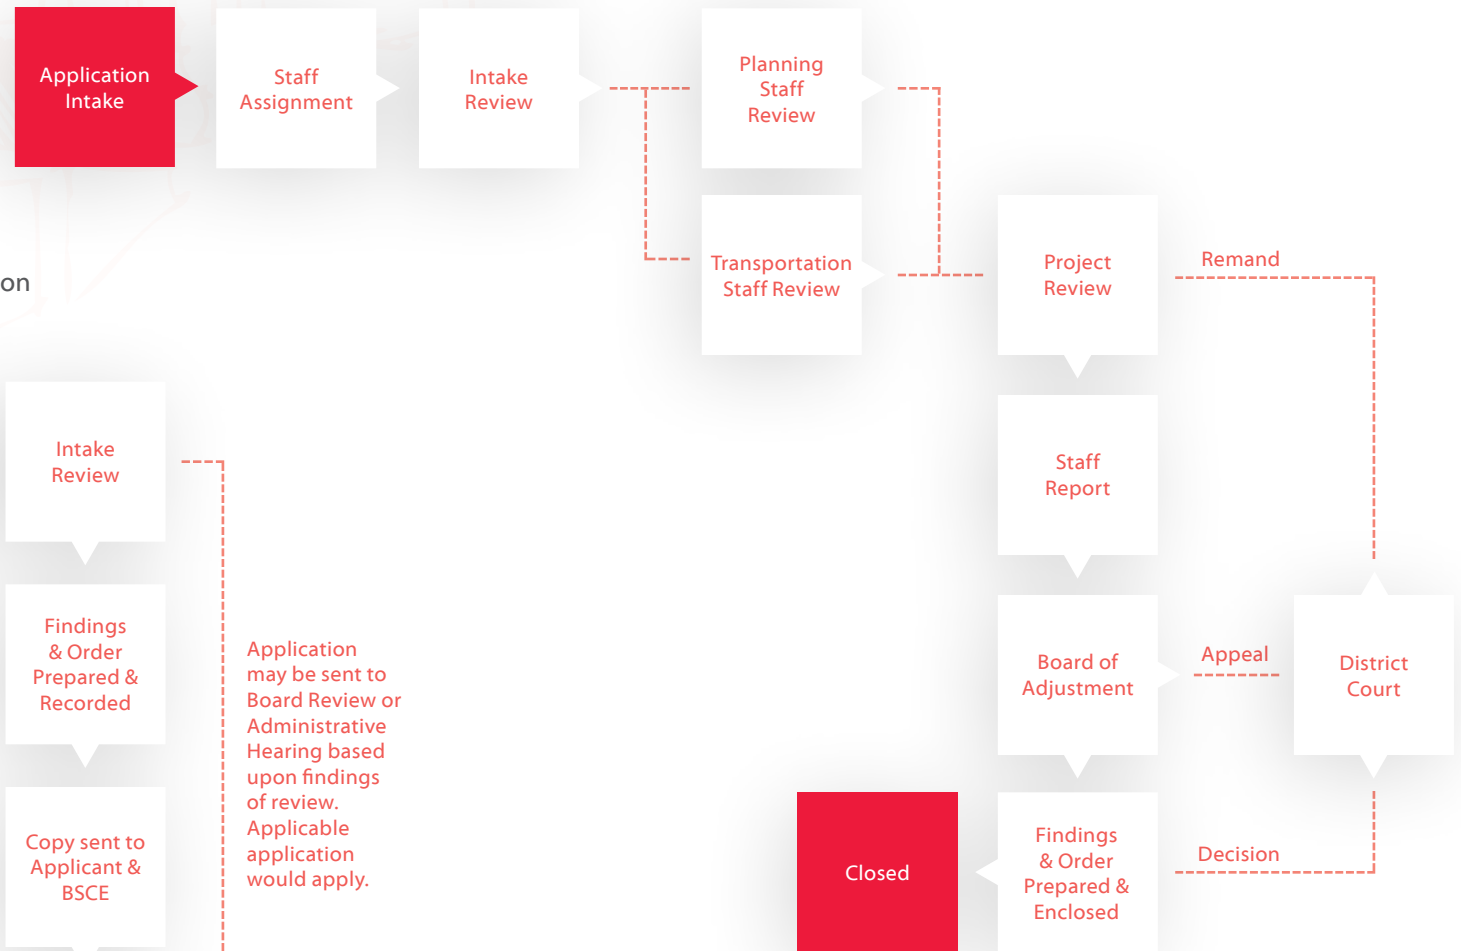 Application
Intake
Staff
Assignment
Intake
Review
Planning
Staff
Review
Transportation
Staff Review
Project
Review
Remand
on
Intake
Review
Staff
Report
Findings
& Order
Prepared &
Recorded
Application
may be sent to
Board Review or
Administrative
Hearing based
upon findings
of review.
Applicable
application
would apply.
Board of
Adjustment
Appeal
District
Court
Copy sent to
Applicant &
BSCE
Closed
Findings
& Order
Prepared &
Enclosed
Decision